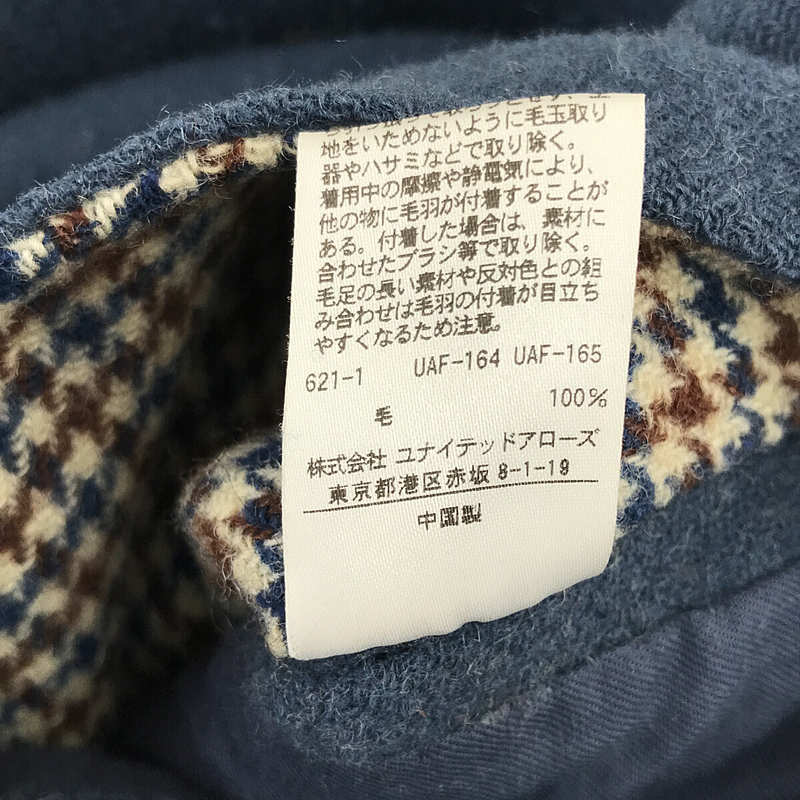 地をいためないように毛玉取り
器やハサミなどで取り除く。
着用中の摩擦や静電気により、
他の物に毛羽が付着することが
ある。付着した場合は、素材に
合わせたブラシ等で取り除く。
毛足の長い素材や反対色との組
み合わせは毛羽の付着が目立ち
やすくなるため注意。
621-1 UAF-164 UAF-165
毛 100%
株式会社 ユナイテッドアローズ
東京都港区赤坂 8-1-19
中国製